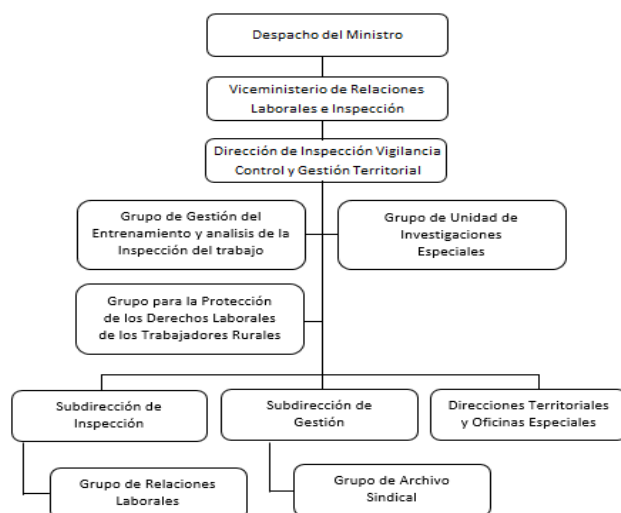 Despacho del Ministro
Viceministerio de Relaciones
Laborales e Inspección
Dirección de Inspección Vigilancia
Control y Gestión Territorial
Grupo de Gestión del
Entrenamiento y analisis de la
Inspección del trabajo
Grupo de Unidad de
Investigaciones
Especiales
Grupo para la Protección
de los Derechos Laborales
de los Trabajadores Rurales
Subdirección de
Inspección
Subdirección de
Gestión
Direcciones Territoriales
y Oficinas Especiales
Grupo de Relaciones
Laborales
Grupo de Archivo
Sindical